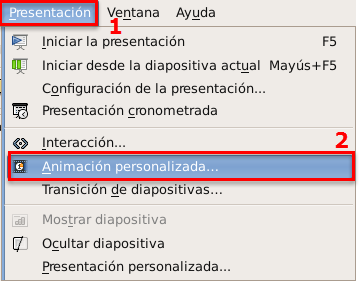 Presentación Ventana Ayuda
1
Iniciar la presentación F5
Iniciar desde la diapositiva actual Mayús+F5
Configuración de la presentación...
Presentación cronometrada
Interacción...
2
Animación personalizada...
Transición de diapositivas...
Mostrar diapositiva
Ocultar diapositiva
Presentación personalizada...